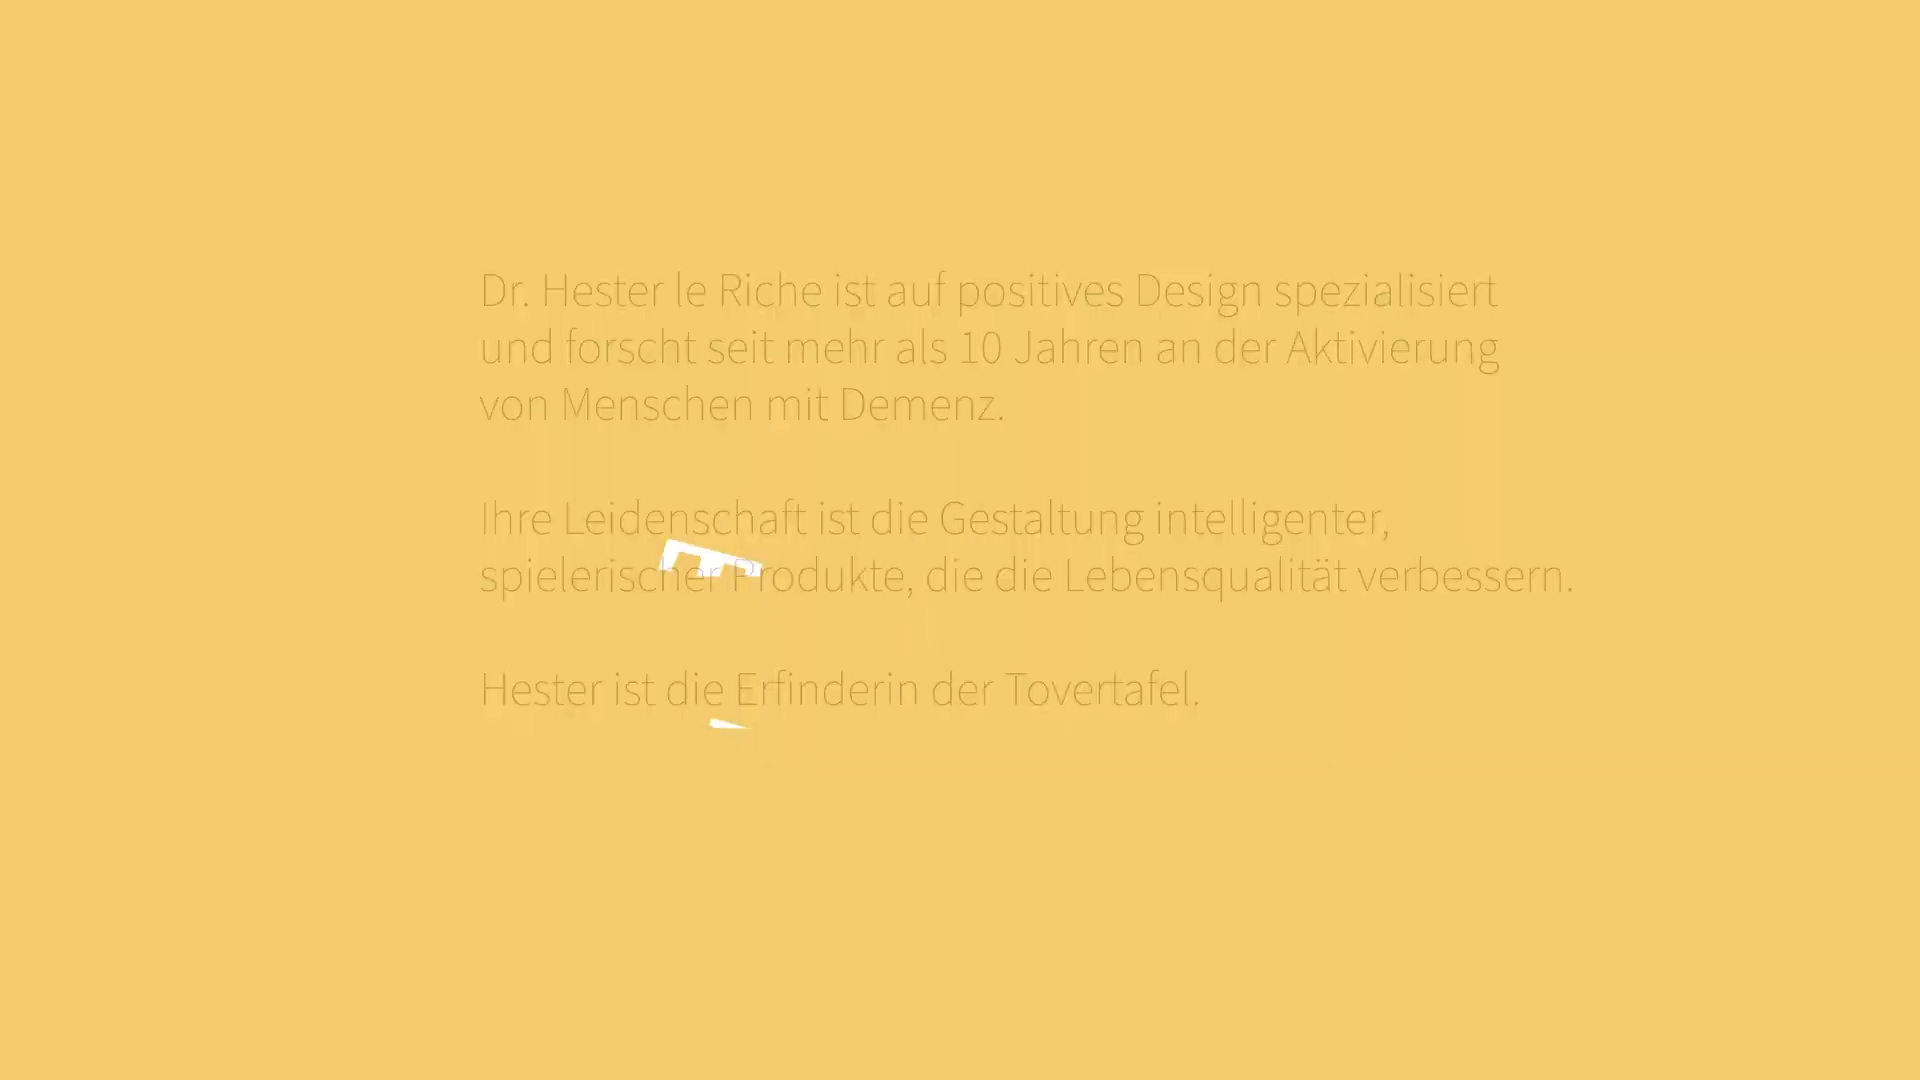 Dr. Hester le Riche ist auf positives Design spezialisiert
und forscht seit mehr als 10 Jahren an der Aktivierung
von Menschen mit Demenz.
Ihre Leidenschaft ist die Gestaltung intelligenter,
spielerischer Produkte, die die Lebensqualität verbessern.
Hester ist die Erfinderin der Tovertafel.